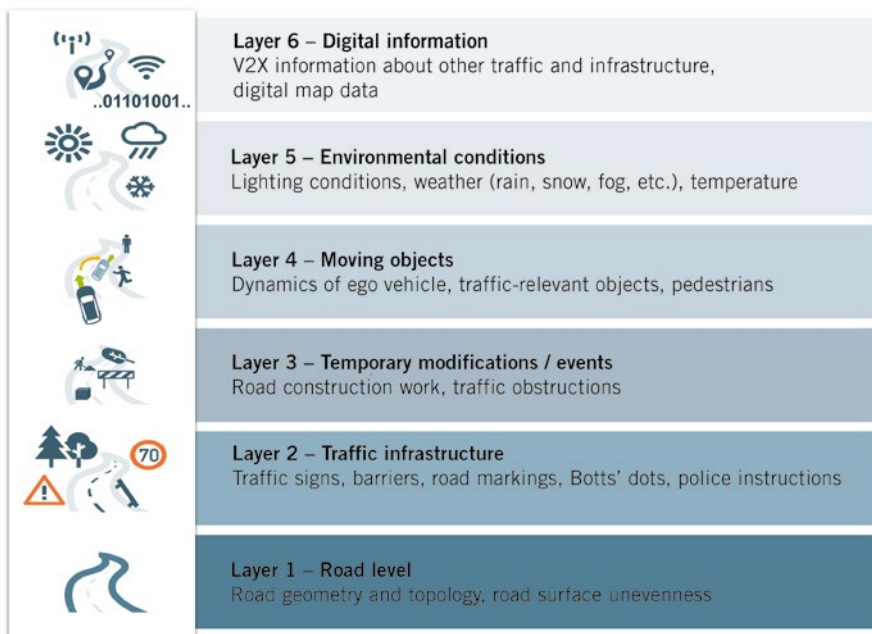 Layer 6 – Digital information
V2X information about other traffic and infrastructure,
digital map data
..01101001..
Layer 5 – Environmental conditions
Lighting conditions, weather (rain, snow, fog, etc.), temperature
Layer 4 – Moving objects
Dynamics of ego vehicle, traffic-relevant objects, pedestrians
Layer 3 – Temporary modifications / events
Road construction work, traffic obstructions
70
!
Layer 2 – Traffic infrastructure
Traffic signs, barriers, road markings, Botts’ dots, police instructions
Layer 1 – Road level
Road geometry and topology, road surface unevenness